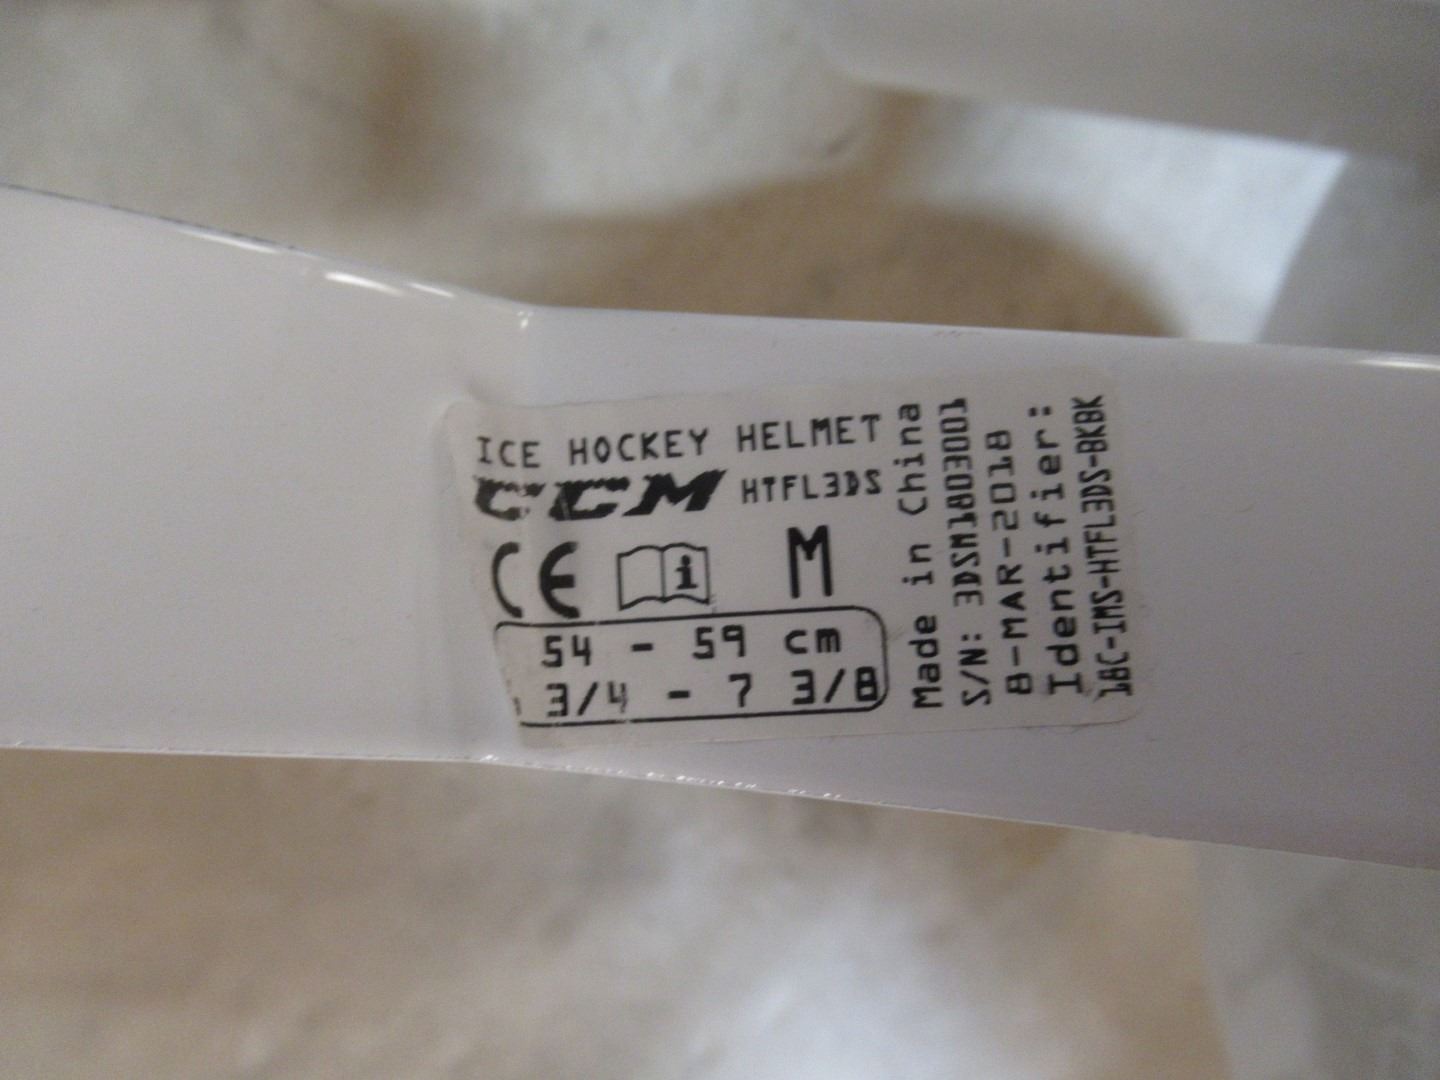 ICE HOCKEY HELMET
CCM HTFL3DS
CE i M
54 - 59 cm
3/4 - 7 3/8
Made in China
S/N: 3DSM1803001
8-MAR-2018
Identifier:
18C-IMS-HTFL3DS-BKBK